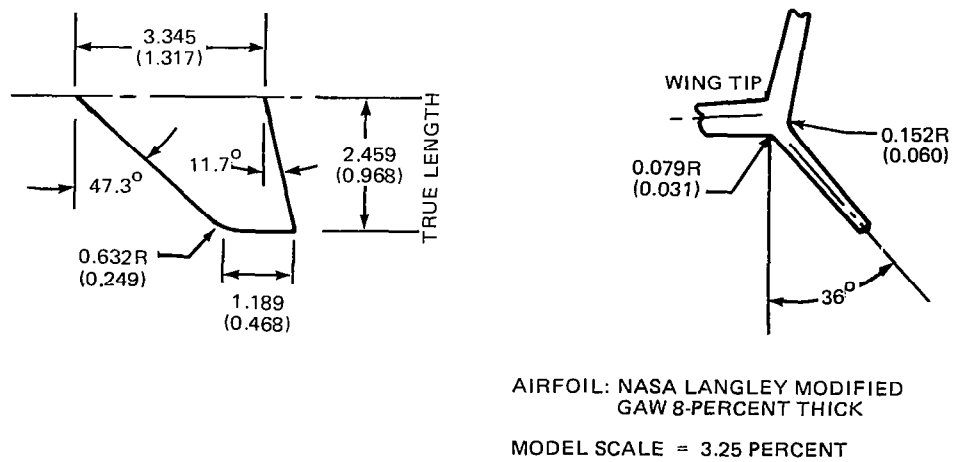 3.345
(1.317)
47.3°
11.7°
2.459
(0.968)
TRUE LENGTH
0.632R
(0.249)
1.189
(0.468)
WING TIP
0.079R
(0.031)
0.152R
(0.060)
36°
AIRFOIL: NASA LANGLEY MODIFIED
GAW 8-PERCENT THICK
MODEL SCALE = 3.25 PERCENT